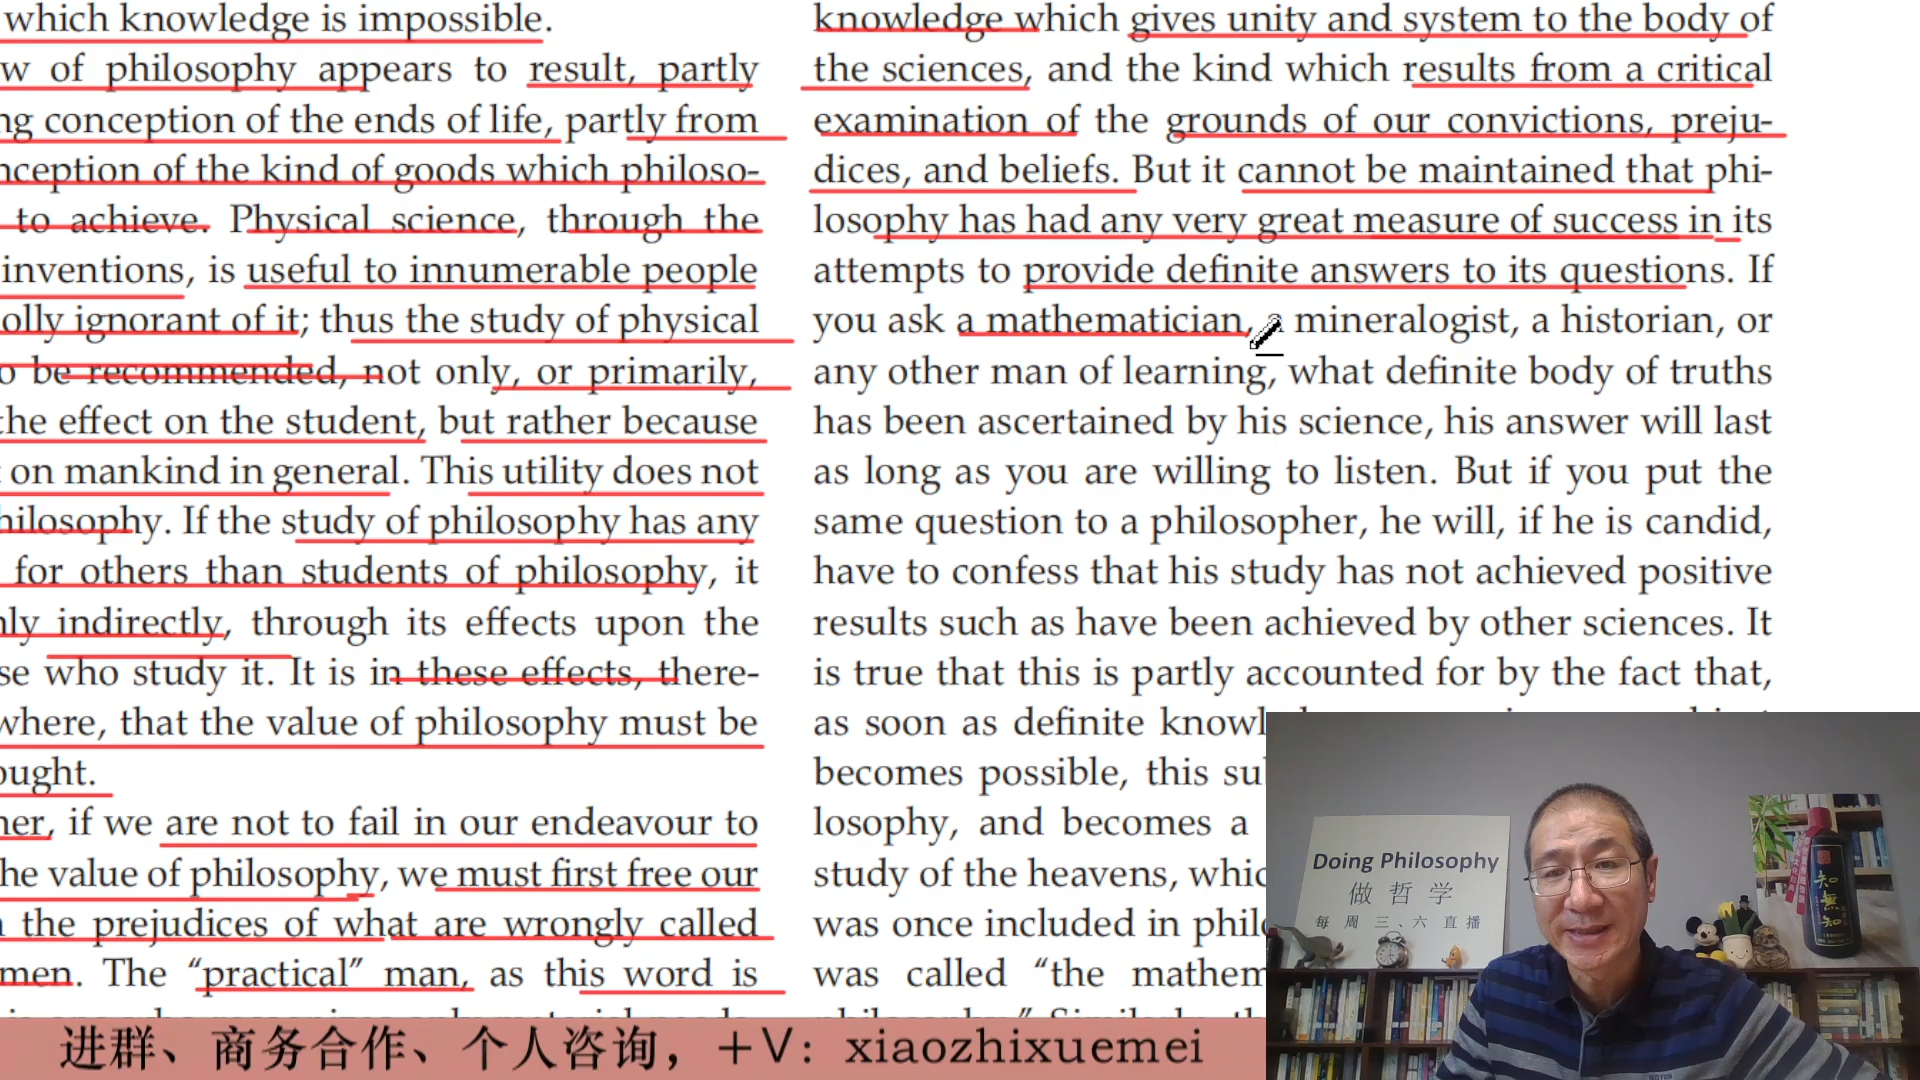 which knowledge is impossible.
w of philosophy appears to result, partly
ng conception of the ends of life, partly from
nception of the kind of goods which philoso-
to achieve. Physical science, through the
inventions, is useful to innumerable people
olly ignorant of it; thus the study of physical
o be recommended, not only, or primarily,
the effect on the student, but rather because
on mankind in general. This utility does not
hilosophy. If the study of philosophy has any
for others than students of philosophy, it
nly indirectly, through its effects upon the
se who study it. It is in these effects, there-
where, that the value of philosophy must be
ought.
her, if we are not to fail in our endeavour to
he value of philosophy, we must first free our
the prejudices of what are wrongly called
men. The “practical” man, as this word is
knowledge which gives unity and system to the body of
the sciences, and the kind which results from a critical
examination of the grounds of our convictions, preju-
dices, and beliefs. But it cannot be maintained that phi-
losophy has had any very great measure of success in its
attempts to provide definite answers to its questions. If
you ask a mathematician, a mineralogist, a historian, or
any other man of learning, what definite body of truths
has been ascertained by his science, his answer will last
as long as you are willing to listen. But if you put the
same question to a philosopher, he will, if he is candid,
have to confess that his study has not achieved positive
results such as have been achieved by other sciences. It
is true that this is partly accounted for by the fact that,
as soon as definite knowl
becomes possible, this su
losophy, and becomes a
study of the heavens, whic
was once included in philo
was called “the mathem
Doing Philosophy
做哲学
每周三、六直播
知無知
进群、商务合作、个人咨询，+V：xiaozhixuemei